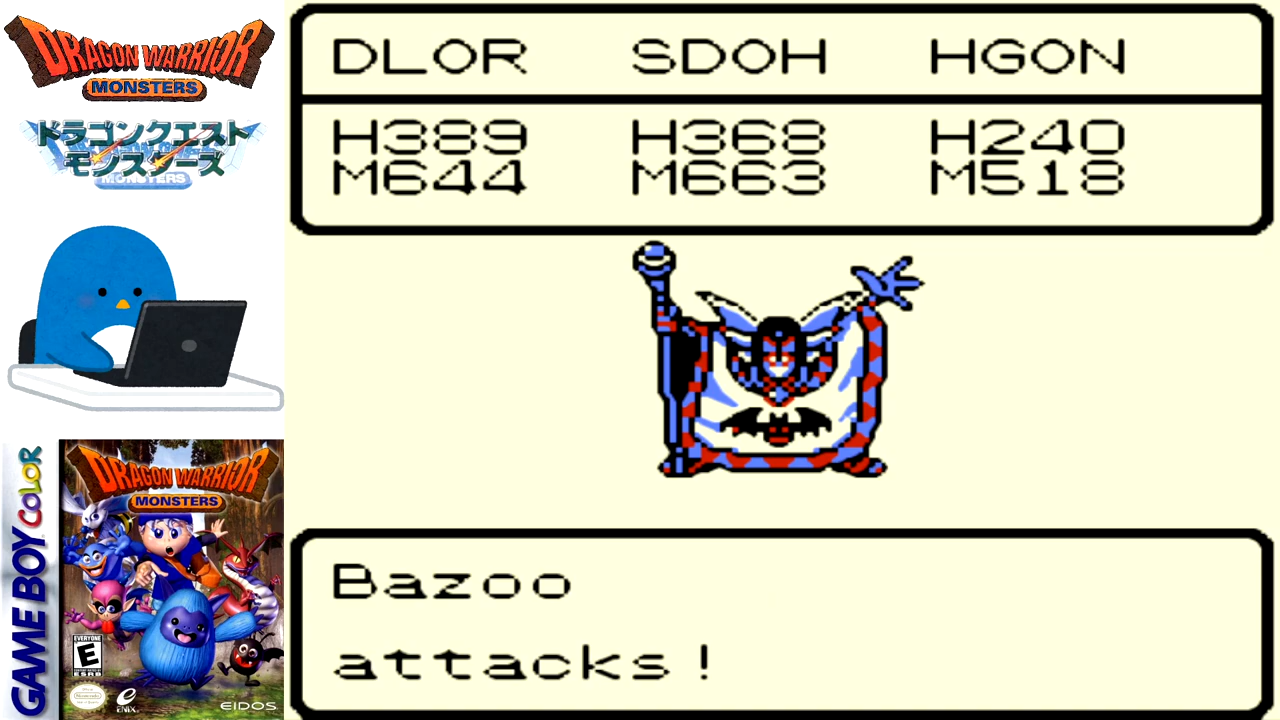 DRAGON WARRIOR
MONSTERS
ドラゴンクエスト
モンスターズ
MONSTERS
GAME BOY COLOR
DRAGON WARRIOR
MONSTERS
EVERYONE
E
ESRB
Nintendo
ENIX
EIDOS
DLOR SDOH HGON
H389 H368 H240
M644 M663 M518
Bazoo
attacks!